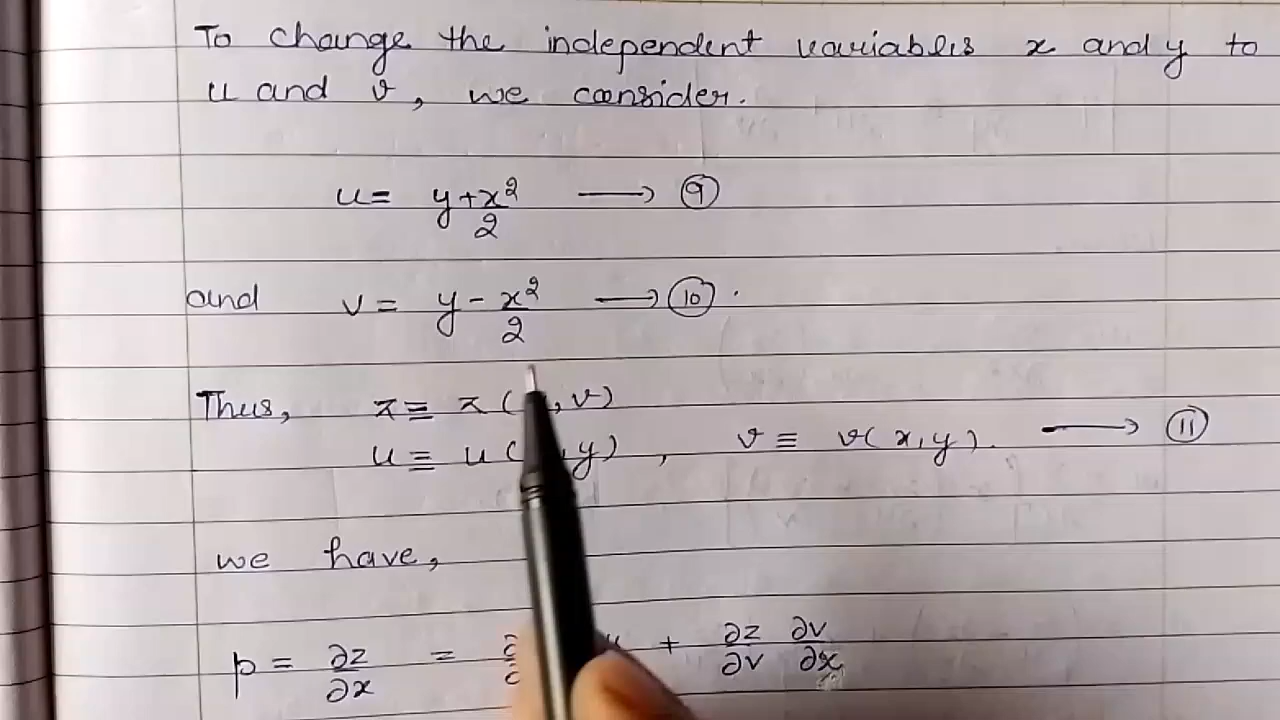 To change the independent variables x and y to
u and v, we consider.
u = y + x²/2 ⟶ ⑨
and v = y - x²/2 ⟶ ⑩.
Thus, z ≡ z ( , v)
u ≡ u ( , y) , v ≡ v( x, y). ⟶ ⑪
we have,
p = ∂z/∂x = + ∂z/∂v ∂v/∂x